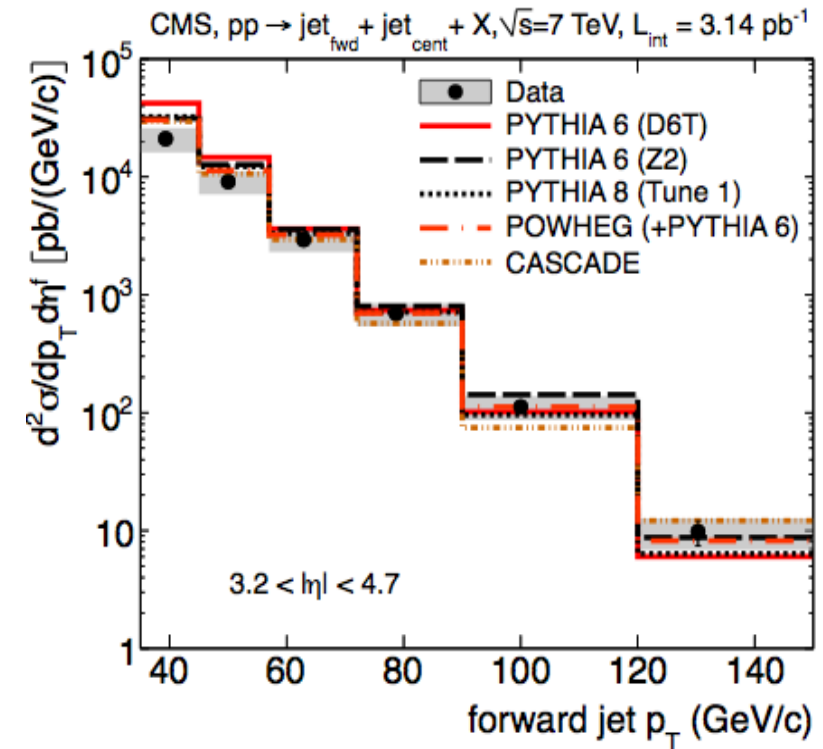 CMS, pp → jet_fwd + jet_cent + X, √s=7 TeV, L_int = 3.14 pb⁻¹
d²σ/dp_T dη^f [pb/(GeV/c)]
10⁵
10⁴
10³
10²
10
1
Data
PYTHIA 6 (D6T)
PYTHIA 6 (Z2)
PYTHIA 8 (Tune 1)
POWHEG (+PYTHIA 6)
CASCADE
3.2 < |η| < 4.7
40 60 80 100 120 140
forward jet p_T (GeV/c)